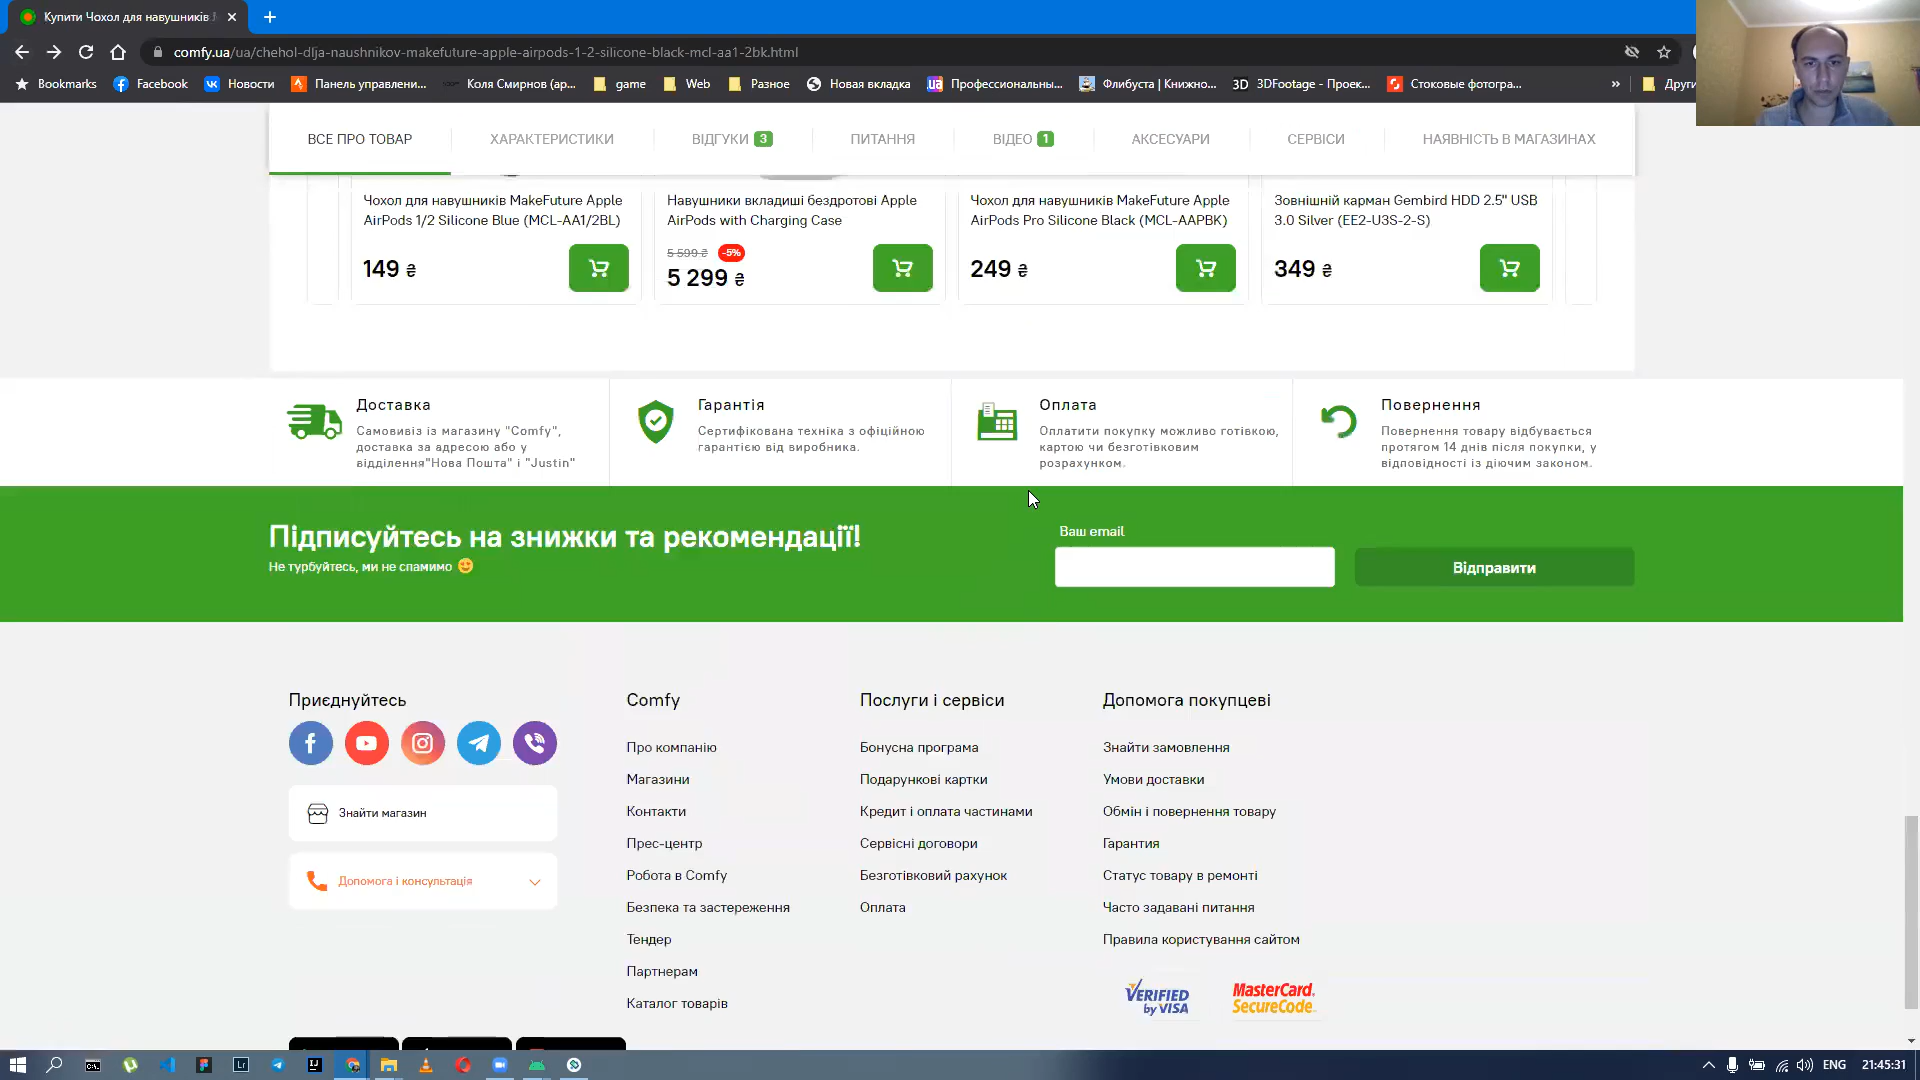 Купити Чохол для навушників
comfy.ua/ua/chehol-dlja-naushnikov-makefuture-apple-airpods-1-2-silicone-black-mcl-aa1-2bk.html
Bookmarks Facebook Новости Панель управлени... Коля Смирнов (ар... game Web Разное Новая вкладка Профессиональны... Флибуста | Книжно... 3D 3DFootage - Проек... Стоковые фотогра... » Други
ВСЕ ПРО ТОВАР ХАРАКТЕРИСТИКИ ВІДГУКИ 3 ПИТАННЯ ВІДЕО 1 АКСЕСУАРИ СЕРВІСИ НАЯВНІСТЬ В МАГАЗИНАХ
Чохол для навушників MakeFuture Apple
AirPods 1/2 Silicone Blue (MCL-AA1/2BL)
149 ₴
Навушники вкладиші бездротові Apple
AirPods with Charging Case
5 599 ₴ -5%
5 299 ₴
Чохол для навушників MakeFuture Apple
AirPods Pro Silicone Black (MCL-AAPBK)
249 ₴
Зовнішній карман Gembird HDD 2.5" USB
3.0 Silver (EE2-U3S-2-S)
349 ₴
Доставка
Самовивіз із магазину "Comfy",
доставка за адресою або у
відділення"Нова Пошта" і "Justin"
Гарантія
Сертифікована техніка з офіційною
гарантією від виробника.
Оплата
Оплатити покупку можливо готівкою,
картою чи безготівковим
розрахунком.
Повернення
Повернення товару відбувається
протягом 14 днів після покупки, у
відповідності із діючим законом.
Підписуйтесь на знижки та рекомендації!
Не турбуйтесь, ми не спамимо
Ваш email
Відправити
Приєднуйтесь
Знайти магазин
Допомога і консультація
Comfy
Про компанію
Магазини
Контакти
Прес-центр
Робота в Comfy
Безпека та застереження
Тендер
Партнерам
Каталог товарів
Послуги і сервіси
Бонусна програма
Подарункові картки
Кредит і оплата частинами
Сервісні договори
Безготівковий рахунок
Оплата
Допомога покупцеві
Знайти замовлення
Умови доставки
Обмін і повернення товару
Гарантия
Статус товару в ремонті
Часто задавані питання
Правила користування сайтом
VERIFIED
by VISA
MasterCard.
SecureCode.
Lr
ENG 21:45:31